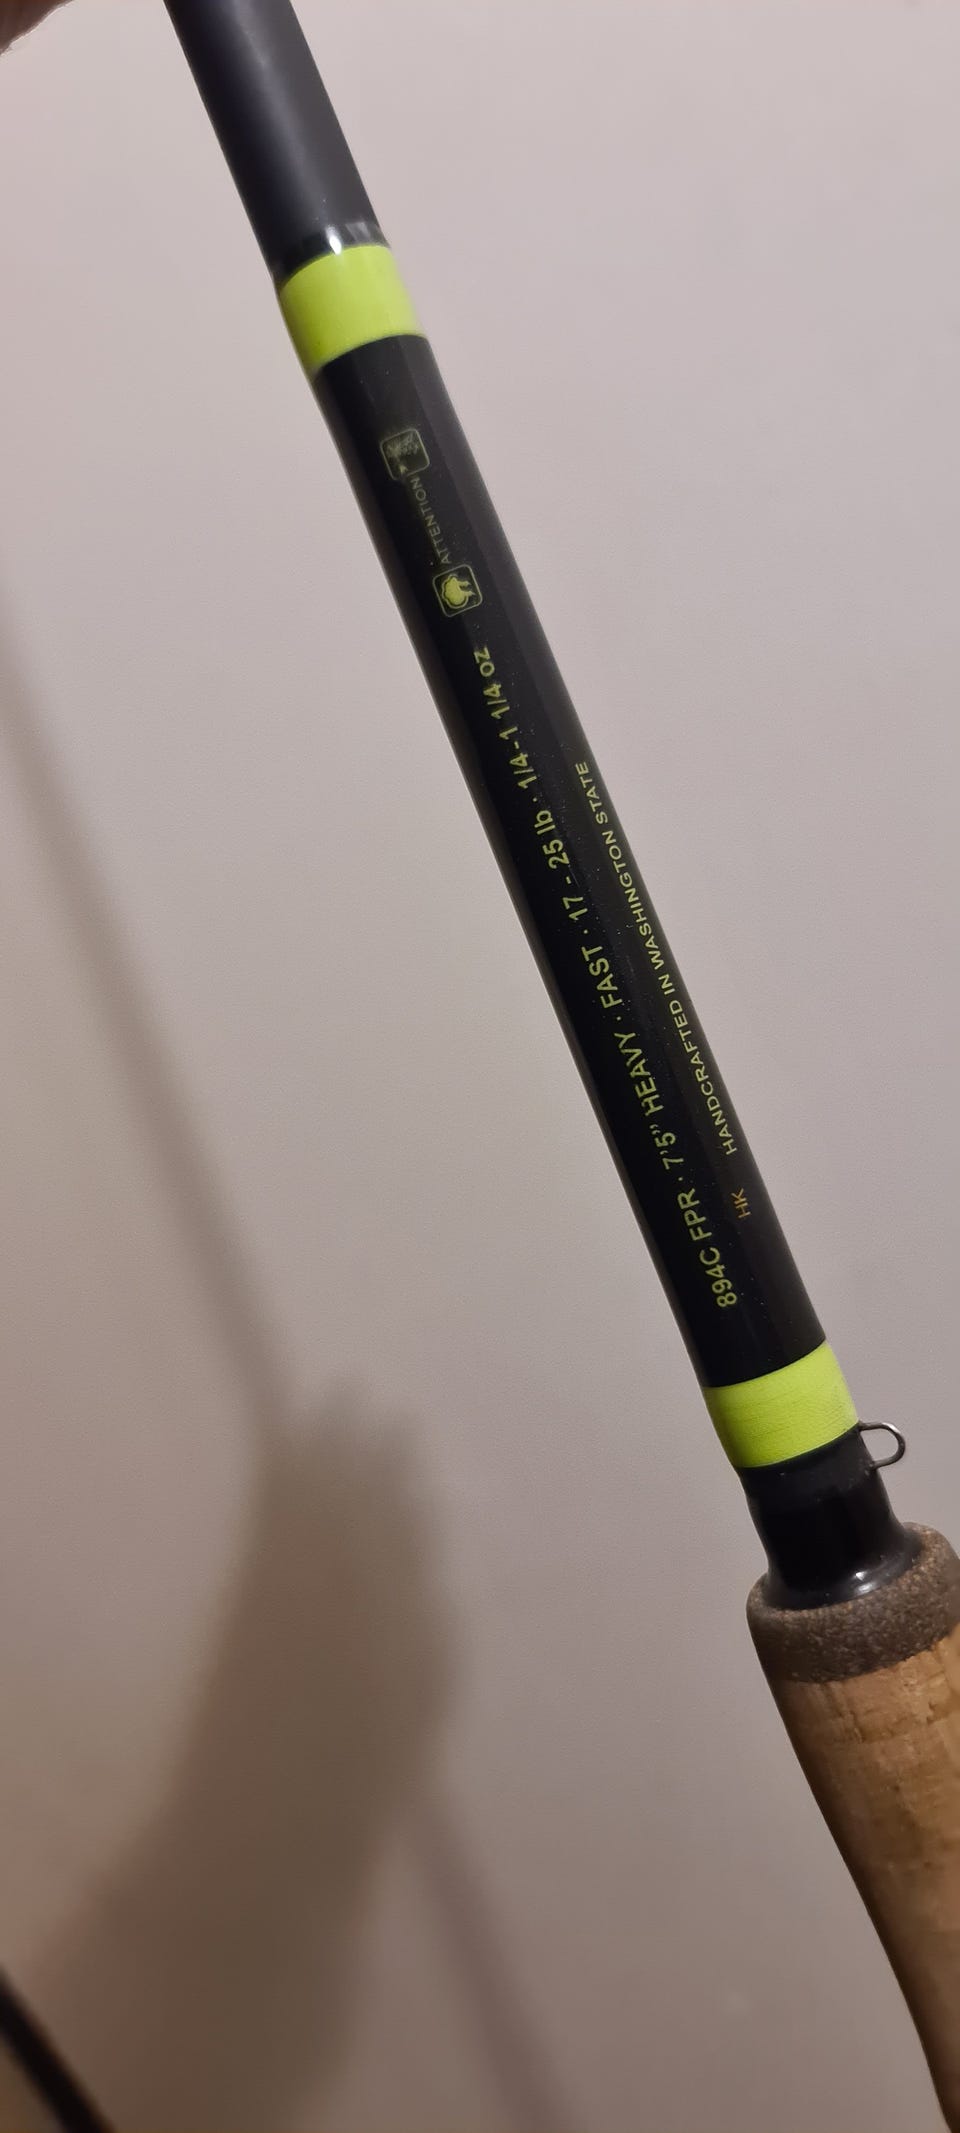 894C FPR · 7'5" HEAVY · FAST · 17 - 25 lb · 1/4-1 1/4 oz
ATTENTION
HK HANDCRAFTED IN WASHINGTON STATE